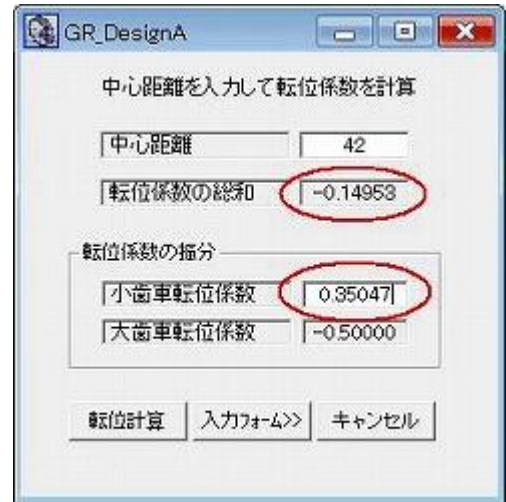 GR_DesignA
中心距離を入力して転位係数を計算
中心距離 42
転位係数の総和 -0.14953
転位係数の振分
小歯車転位係数 0.35047
大歯車転位係数 -0.50000
転位計算 入力フォーム>> キャンセル